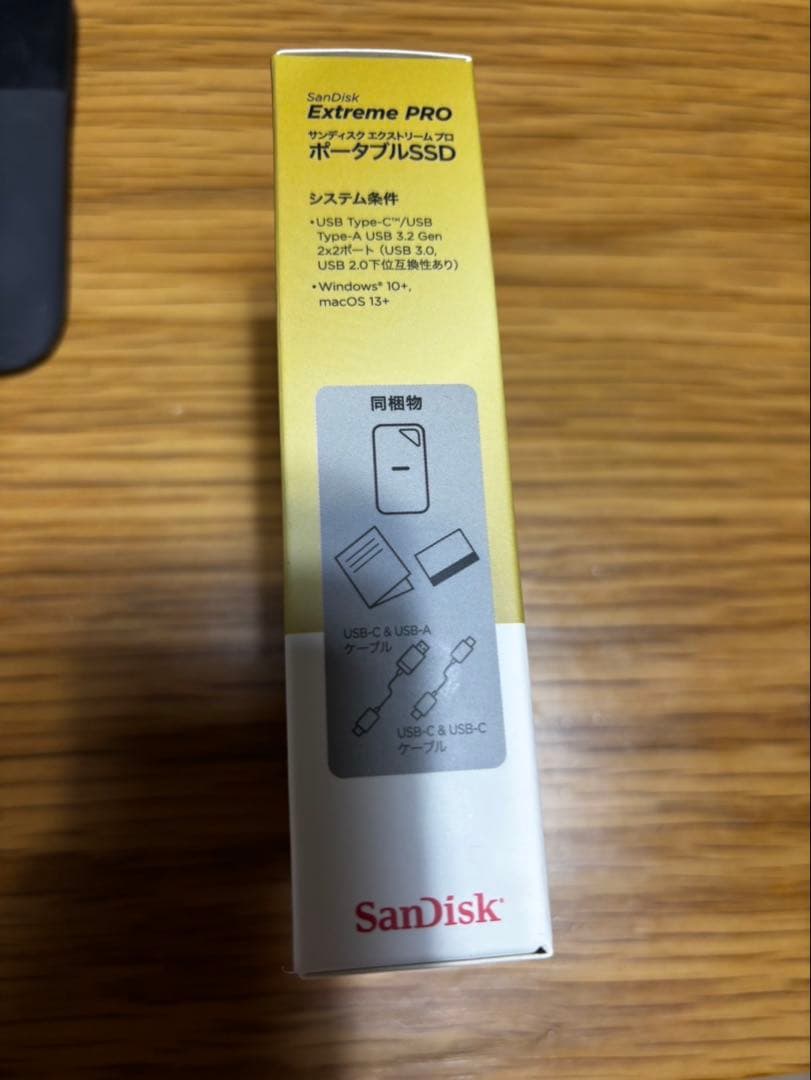 SanDisk
Extreme PRO
サンディスク エクストリーム プロ
ポータブルSSD
システム条件
•USB Type-C™/USB
Type-A USB 3.2 Gen
2x2ポート（USB 3.0,
USB 2.0下位互換性あり）
•Windows® 10+,
macOS 13+
同梱物
USB-C & USB-A
ケーブル
USB-C & USB-C
ケーブル
SanDisk®